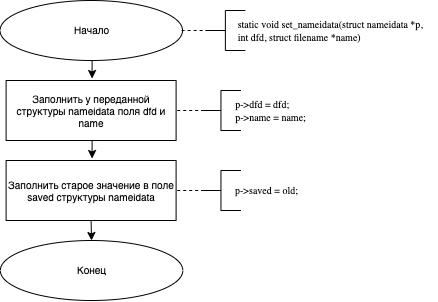 Начало
static void set_nameidata(struct nameidata *p,
int dfd, struct filename *name)
Заполнить у переданной
структуры nameidata поля dfd и
name
p->dfd = dfd;
p->name = name;
Заполнить старое значение в поле
saved структуры nameidata
p->saved = old;
Конец